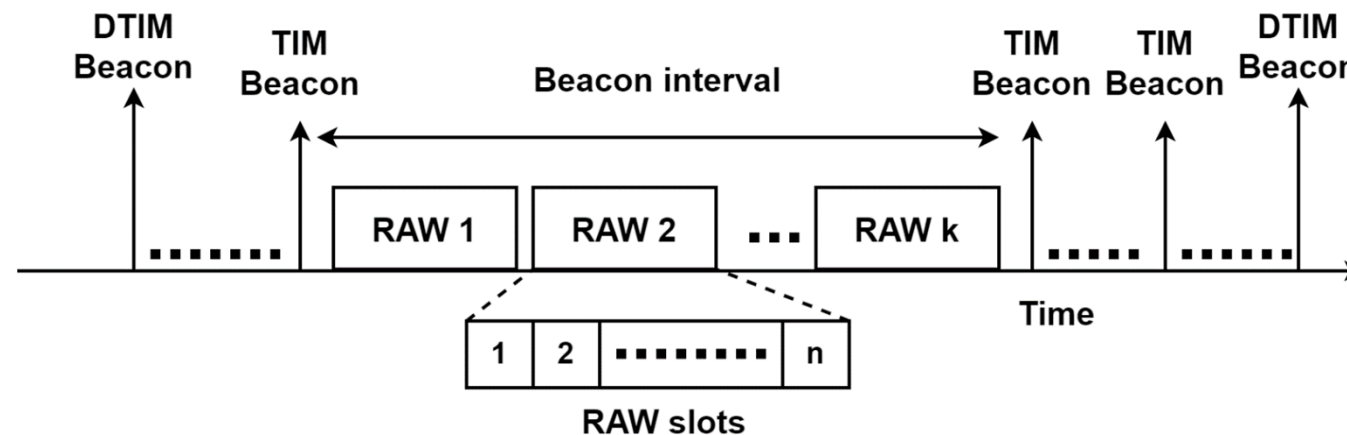 DTIM
Beacon
TIM
Beacon
Beacon interval
TIM
Beacon
TIM
Beacon
DTIM
Beacon
RAW 1
RAW 2
RAW k
Time
1
2
n
RAW slots